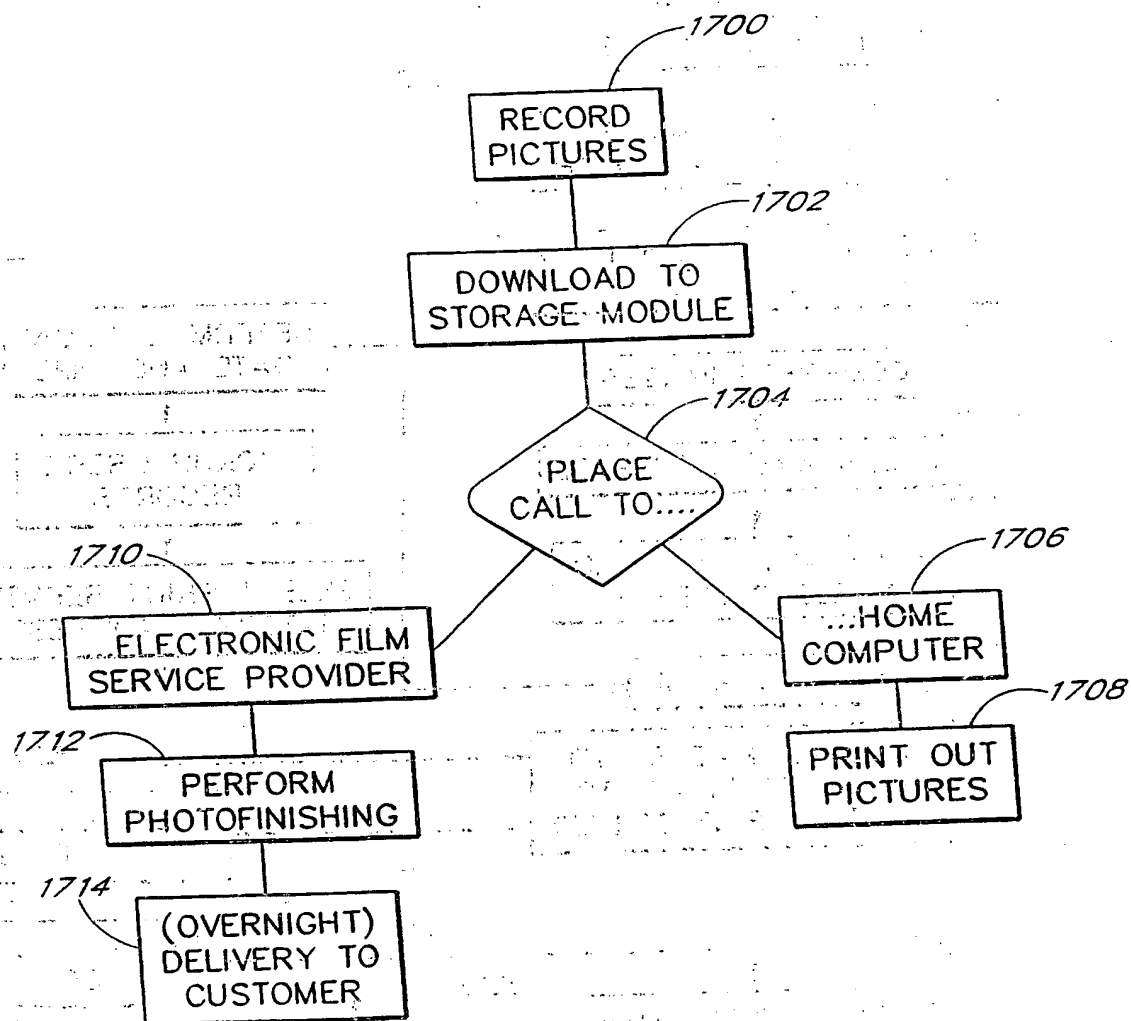 1700
RECORD
PICTURES
1702
DOWNLOAD TO
STORAGE MODULE
1704
PLACE
CALL TO....
1710
...ELECTRONIC FILM
SERVICE PROVIDER
1706
...HOME
COMPUTER
1712
PERFORM
PHOTOFINISHING
1708
PRINT OUT
PICTURES
1714
(OVERNIGHT)
DELIVERY TO
CUSTOMER